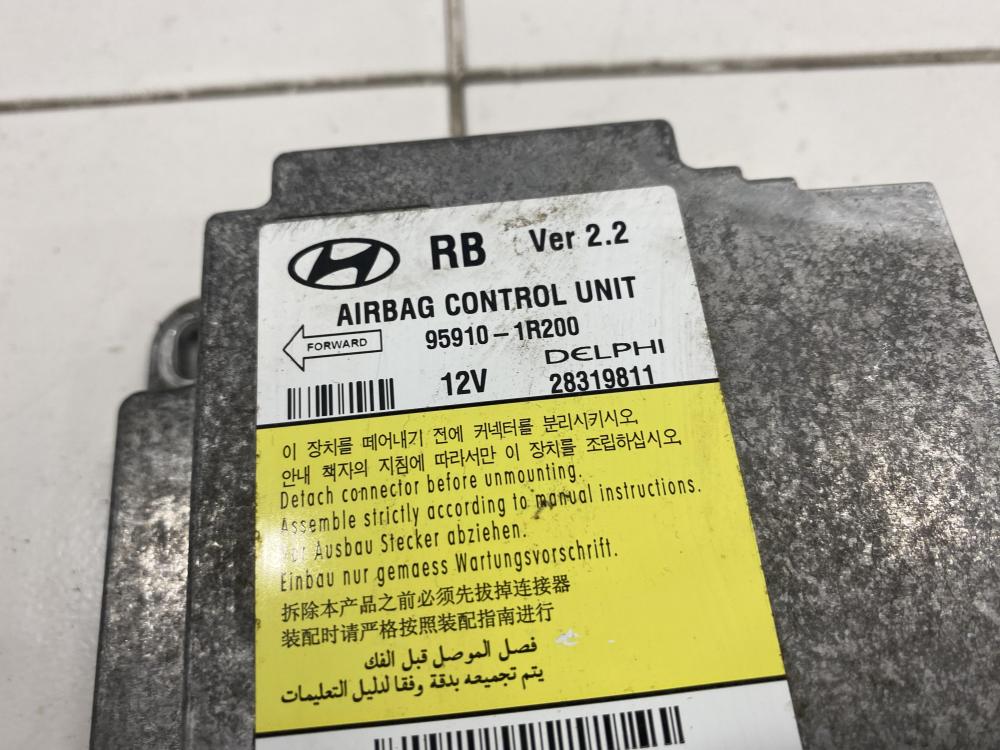 RB Ver 2.2
AIRBAG CONTROL UNIT
FORWARD
95910-1R200
DELPHI
12V 28319811
이 장치를 떼어내기 전에 커넥터를 분리시키시오.
안내 책자의 지침에 따라서만 이 장치를 조립하십시오.
Detach connector before unmounting.
Assemble strictly according to manual instructions.
Vor Ausbau Stecker abziehen.
Einbau nur gemaess Wartungsvorschrift.
拆除本产品之前必须先拔掉连接器
装配时请严格按照装配指南进行
فصل الموصل قبل الفك
يتم تجميعه بدقة وفقا لدليل التعليمات